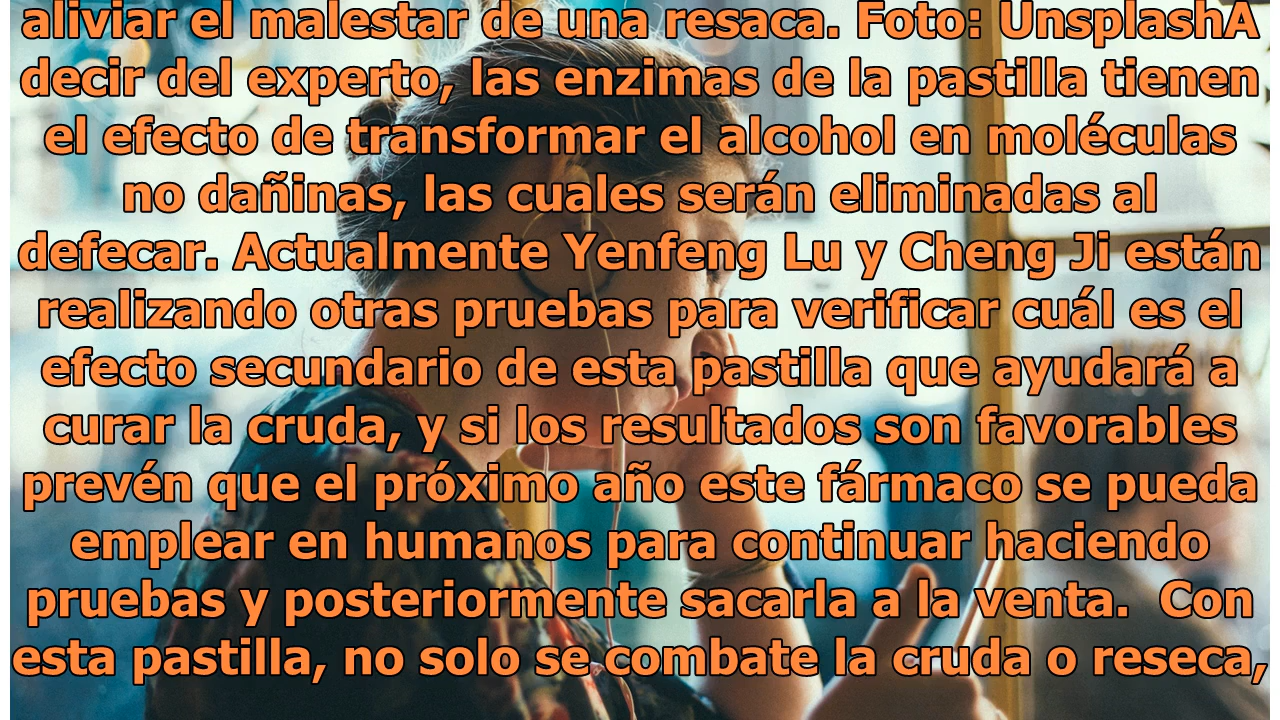 aliviar el malestar de una resaca. Foto: UnsplashA
decir del experto, las enzimas de la pastilla tienen
el efecto de transformar el alcohol en moléculas
no dañinas, las cuales serán eliminadas al
defecar. Actualmente Yenfeng Lu y Cheng Ji están
realizando otras pruebas para verificar cuál es el
efecto secundario de esta pastilla que ayudará a
curar la cruda, y si los resultados son favorables
prevén que el próximo año este fármaco se pueda
emplear en humanos para continuar haciendo
pruebas y posteriormente sacarla a la venta.  Con
esta pastilla, no solo se combate la cruda o reseca,